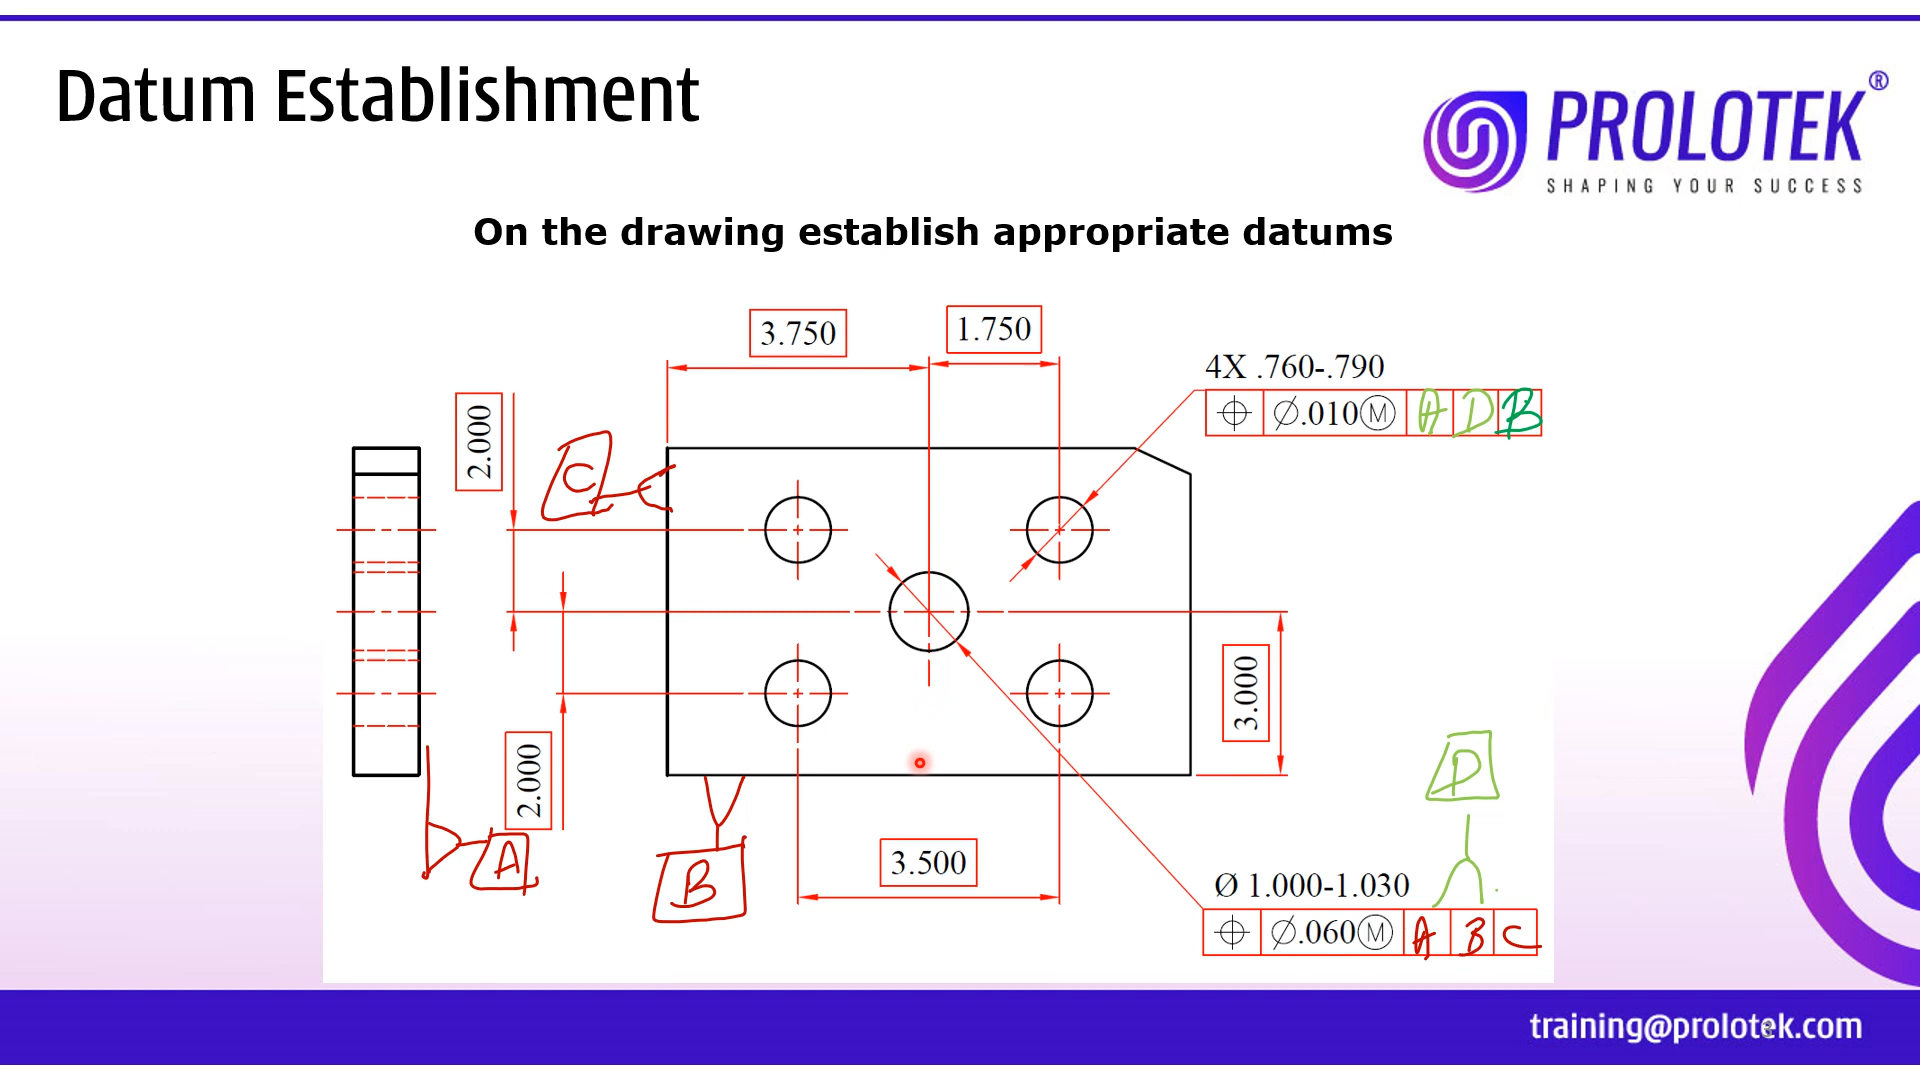 Datum Establishment
PROLOTEK®
SHAPING YOUR SUCCESS
On the drawing establish appropriate datums
3.750
1.750
4X .760-.790
⌖ Ø.010Ⓜ A D B
2.000
C
3.000
2.000
D
A
B
3.500
Ø 1.000-1.030
⌖ Ø.060Ⓜ A B C
training@prolotek.com
3